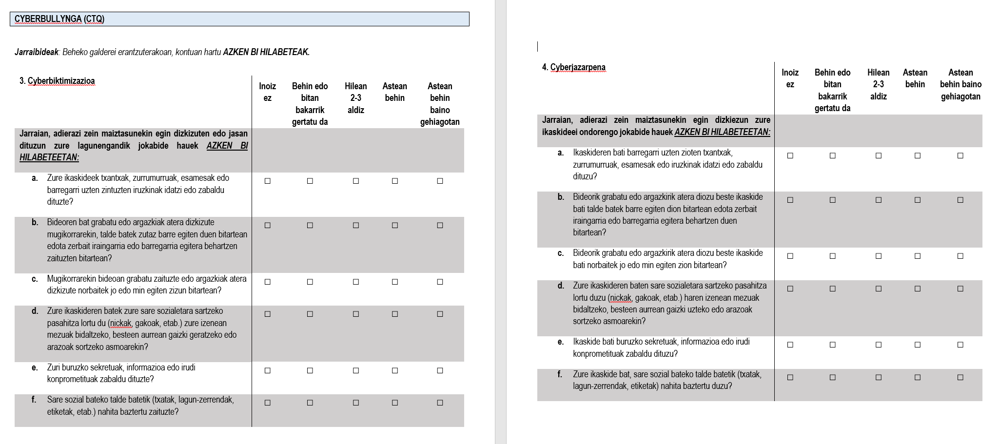 CYBERBULLYNGA (CTQ)
Jarraibideak: Beheko galderei erantzuterakoan, kontuan hartu AZKEN BI HILABETEAK.
3. Cyberbiktimizazioa
Inoiz
ez
Behin edo
bitan
bakarrik
gertatu da
Hilean
2-3
aldiz
Astean
behin
Astean
behin
baino
gehiagotan
Jarraian, adierazi zein maiztasunekin egin dizkizuten edo jasan
dituzun zure lagunengandik jokabide hauek AZKEN BI
HILABETEETAN:
a. Zure ikaskideek txantxak, zurrumurruak, esamesak edo
barregarri uzten zintuzten iruzkinak idatzi edo zabaldu
dituzte?
☐ ☐ ☐ ☐ ☐
b. Bideoren bat grabatu edo argazkiak atera dizkizute
mugikorrarekin, talde batek zutaz barre egiten duen bitartean
edota zerbait iraingarria edo barregarria egitera behartzen
zaituzten bitartean?
☐ ☐ ☐ ☐ ☐
c. Mugikorrarekin bideoan grabatu zaituzte edo argazkiak atera
dizkizute norbaitek jo edo min egiten zizun bitartean?
☐ ☐ ☐ ☐ ☐
d. Zure ikaskideren batek zure sare sozialetara sartzeko
pasahitza lortu du (nickak, gakoak, etab.) zure izenean
mezuak bidaltzeko, besteen aurrean gaizki geratzeko edo
arazoak sortzeko asmoarekin?
☐ ☐ ☐ ☐ ☐
e. Zuri buruzko sekretuak, informazioa edo irudi
konprometituak zabaldu dituzte?
☐ ☐ ☐ ☐ ☐
f. Sare sozial bateko talde batetik (txatak, lagun-zerrendak,
etiketak, etab.) nahita baztertu zaituzte?
☐ ☐ ☐ ☐ ☐
4. Cyberjazarpena
Inoiz
ez
Behin edo
bitan
bakarrik
gertatu da
Hilean
2-3
aldiz
Astean
behin
Astean
behin baino
gehiagotan
Jarraian, adierazi zein maiztasunekin egin dizkiezun zure
ikaskideei ondorengo jokabide hauek AZKEN BI HILABETEETAN:
a. Ikaskideren bati barregarri uzten zioten txantxak,
zurrumurruak, esamesak edo iruzkinak idatzi edo zabaldu
dituzu?
☐ ☐ ☐ ☐ ☐
b. Bideorik grabatu edo argazkirik atera diozu beste ikaskide
bati talde batek barre egiten dion bitartean edota zerbait
iraingarria edo barregarria egitera behartzen duen
bitartean?
☐ ☐ ☐ ☐ ☐
c. Bideorik grabatu edo argazkirik atera diozu beste ikaskide
bati norbaitek jo edo min egiten zion bitartean?
☐ ☐ ☐ ☐ ☐
d. Zure ikaskideren baten sare sozialetara sartzeko pasahitza
lortu duzu (nickak, gakoak, etab.) haren izenean mezuak
bidaltzeko, besteen aurrean gaizki uzteko edo arazoak
sortzeko asmoarekin?
☐ ☐ ☐ ☐ ☐
e. Ikaskide bati buruzko sekretuak, informazioa edo irudi
konprometituak zabaldu dituzu?
☐ ☐ ☐ ☐ ☐
f. Zure ikaskide bat, sare sozial bateko talde batetik (txatak,
lagun-zerrendak, etiketak) nahita baztertu duzu?
☐ ☐ ☐ ☐ ☐